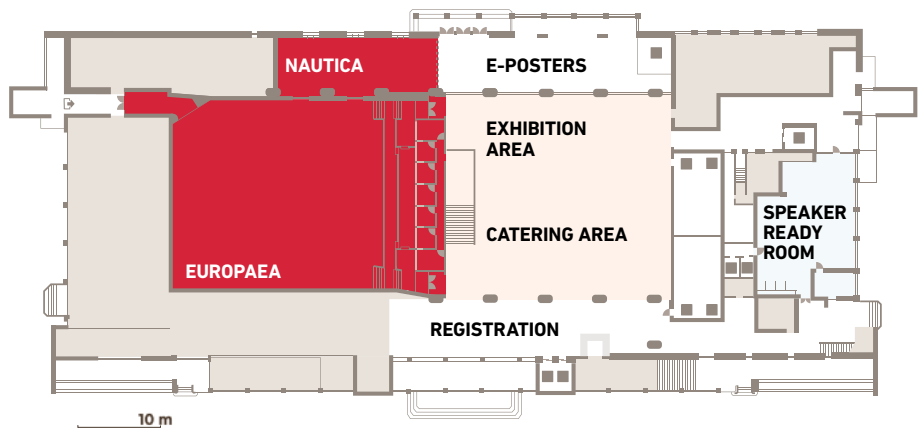 NAUTICA
E-POSTERS
EXHIBITION
AREA
SPEAKER
READY
ROOM
CATERING AREA
EUROPAEA
REGISTRATION
10 m